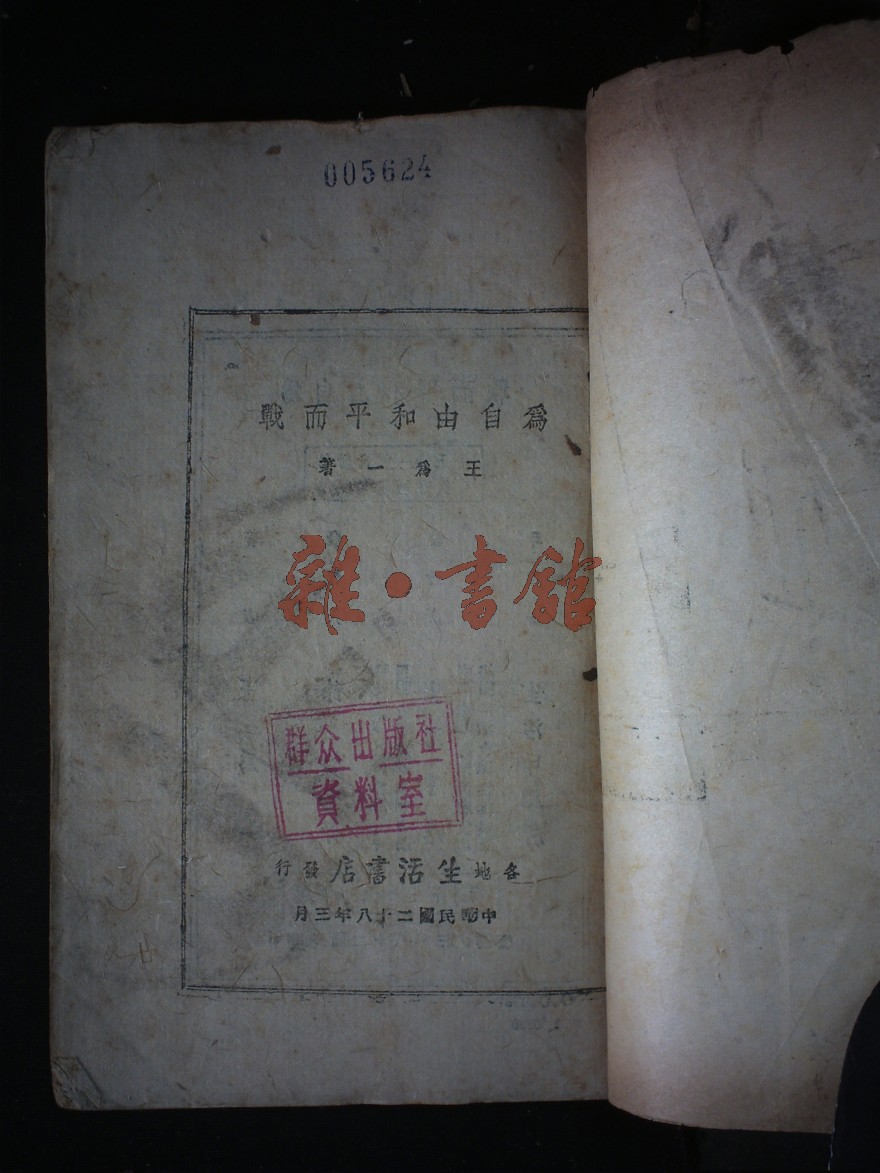 005624
爲自由和平而戰
王爲一著
雜·書館
群众出版社
資料室
各地生活書店發行
中華民國二十八年三月